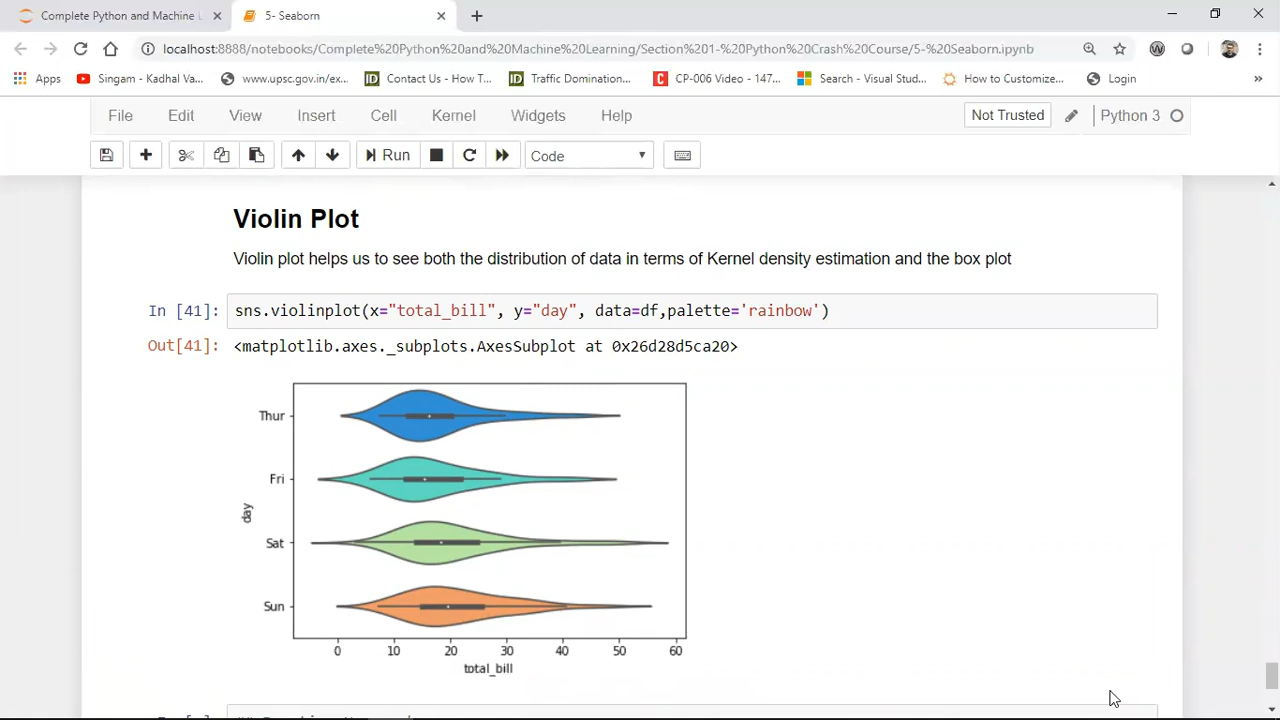 Complete Python and Machine L
5- Seaborn
localhost:8888/notebooks/Complete%20Python%20and%20Machine%20Learning/Section%201-%20Python%20Crash%20Course/5-%20Seaborn.ipynb
Apps Singam - Kadhal Va... www.upsc.gov.in/ex... Contact Us - How T... Traffic Domination... CP-006 Video - 147... Search - Visual Stud... How to Customize... Login »
File Edit View Insert Cell Kernel Widgets Help Not Trusted Python 3
Run Code
Violin Plot
Violin plot helps us to see both the distribution of data in terms of Kernel density estimation and the box plot
In [41]: sns.violinplot(x="total_bill", y="day", data=df,palette='rainbow')
Out[41]: <matplotlib.axes._subplots.AxesSubplot at 0x26d28d5ca20>
Thur
Fri
day
Sat
Sun
0 10 20 30 40 50 60
total_bill